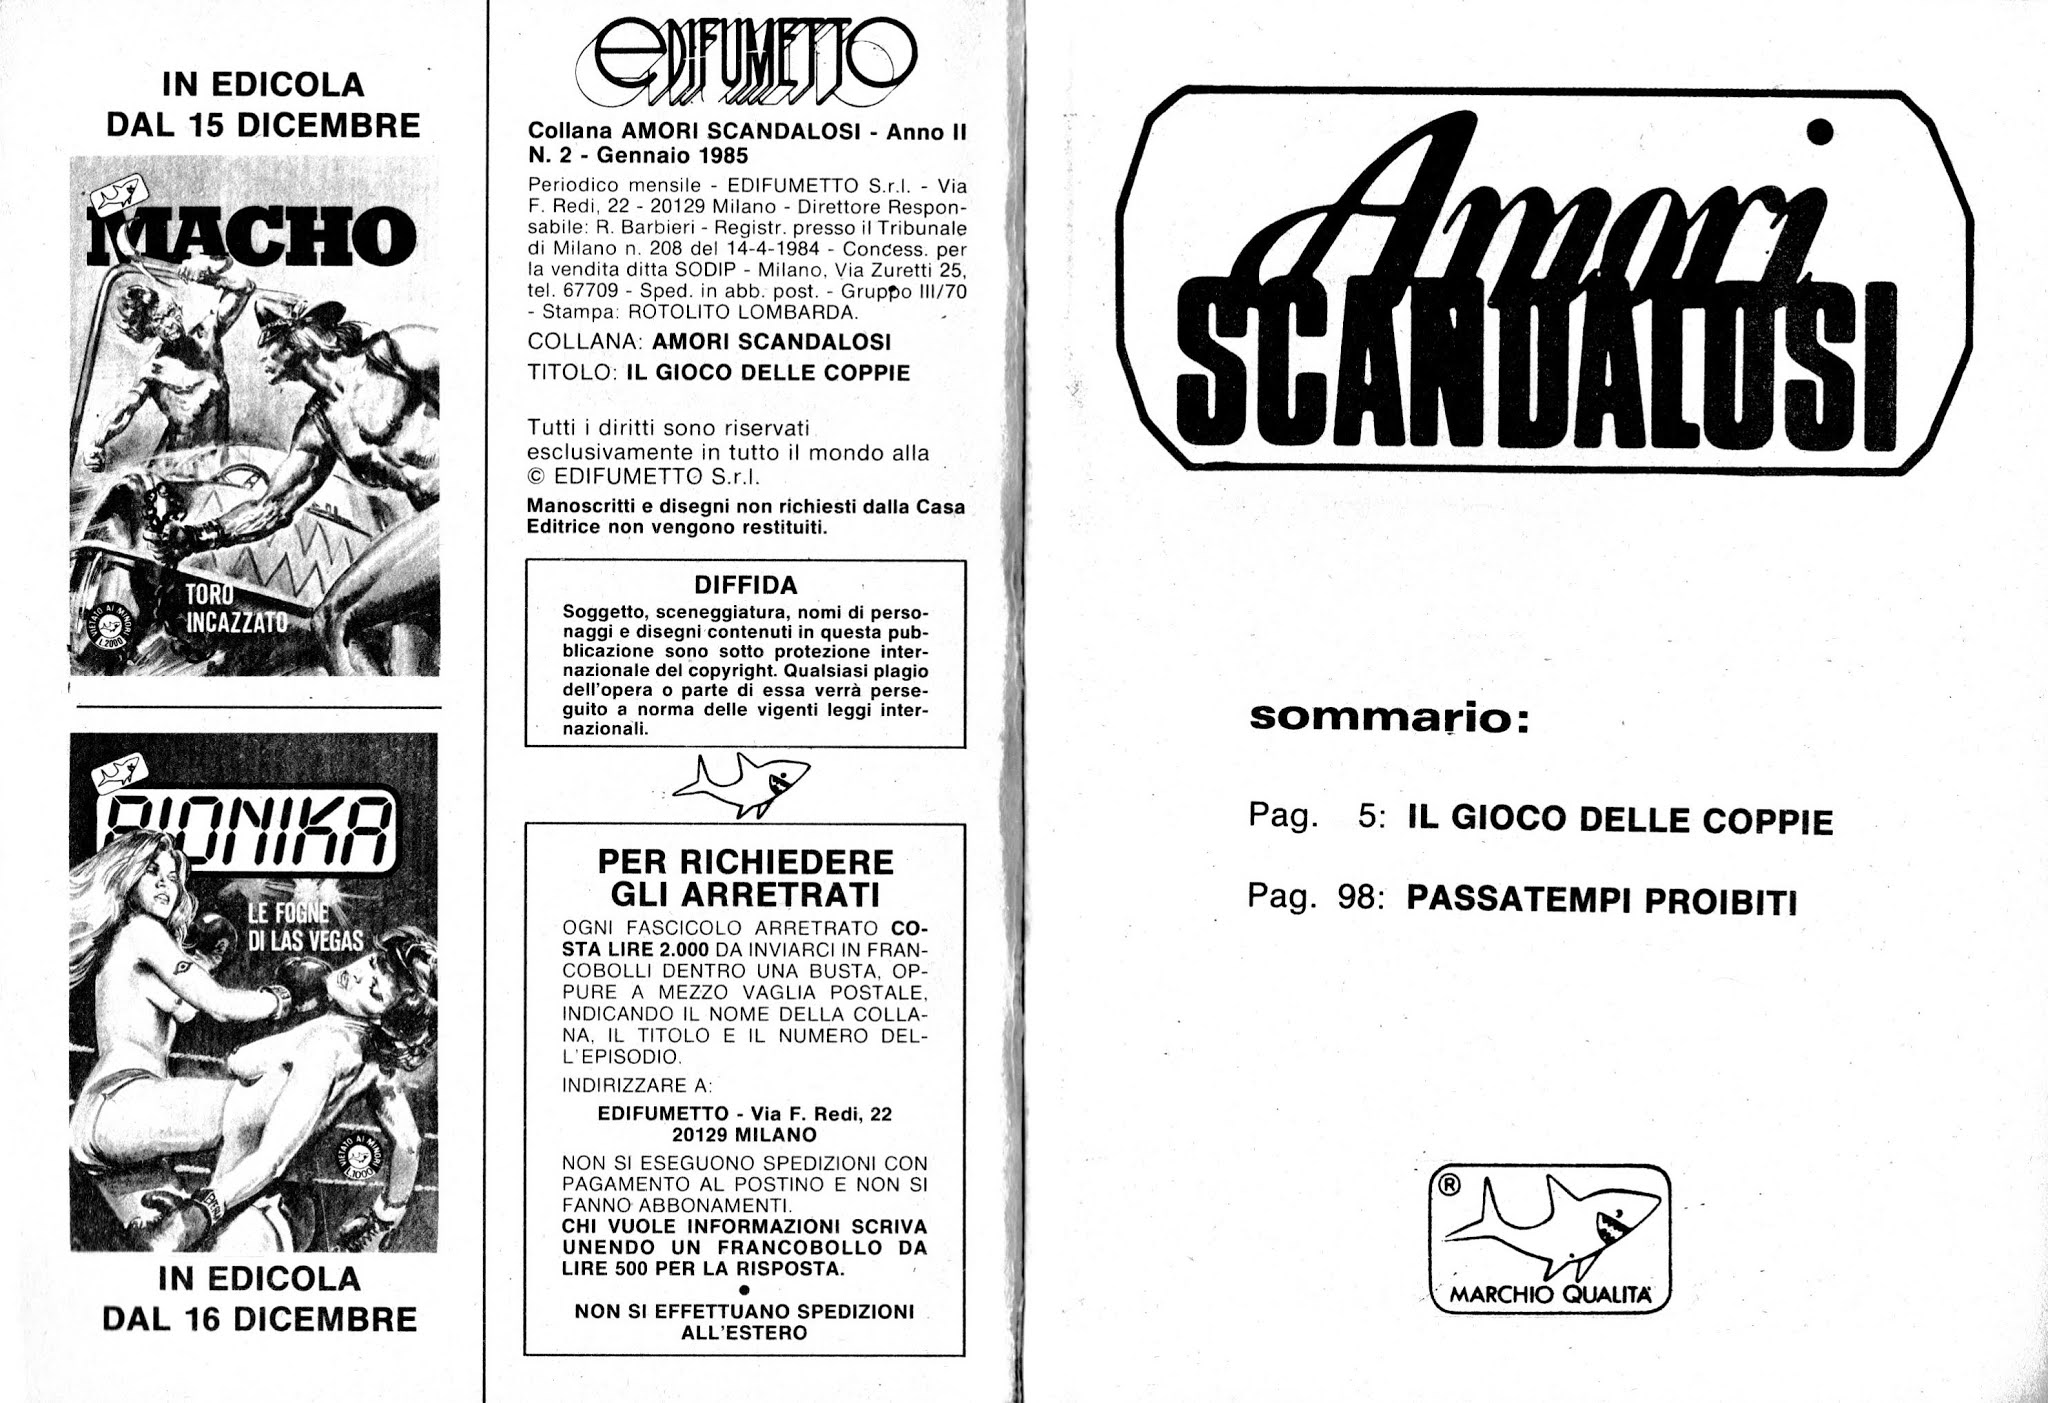 IN EDICOLA
DAL 15 DICEMBRE
MACHO
TORO
INCAZZATO
VIETATO AI MINORI
L.2000
BIONIKA
LE FOGNE
DI LAS VEGAS
VIETATO AI MINORI
L.1000
IN EDICOLA
DAL 16 DICEMBRE
EDIFUMETTO
Collana AMORI SCANDALOSI - Anno II
N. 2 - Gennaio 1985
Periodico mensile - EDIFUMETTO S.r.l. - Via
F. Redi, 22 - 20129 Milano - Direttore Respon-
sabile: R. Barbieri - Registr. presso il Tribunale
di Milano n. 208 del 14-4-1984 - Concess. per
la vendita ditta SODIP - Milano, Via Zuretti 25,
tel. 67709 - Sped. in abb. post. - Gruppo III/70
- Stampa: ROTOLITO LOMBARDA.
COLLANA: AMORI SCANDALOSI
TITOLO: IL GIOCO DELLE COPPIE
Tutti i diritti sono riservati
esclusivamente in tutto il mondo alla
© EDIFUMETTO S.r.l.
Manoscritti e disegni non richiesti dalla Casa
Editrice non vengono restituiti.
DIFFIDA
Soggetto, sceneggiatura, nomi di perso-
naggi e disegni contenuti in questa pub-
blicazione sono sotto protezione inter-
nazionale del copyright. Qualsiasi plagio
dell'opera o parte di essa verrà perse-
guito a norma delle vigenti leggi inter-
nazionali.
PER RICHIEDERE
GLI ARRETRATI
OGNI FASCICOLO ARRETRATO CO-
STA LIRE 2.000 DA INVIARCI IN FRAN-
COBOLLI DENTRO UNA BUSTA, OP-
PURE A MEZZO VAGLIA POSTALE,
INDICANDO IL NOME DELLA COLLA-
NA, IL TITOLO E IL NUMERO DEL-
L'EPISODIO.
INDIRIZZARE A:
EDIFUMETTO - Via F. Redi, 22
20129 MILANO
NON SI ESEGUONO SPEDIZIONI CON
PAGAMENTO AL POSTINO E NON SI
FANNO ABBONAMENTI.
CHI VUOLE INFORMAZIONI SCRIVA
UNENDO UN FRANCOBOLLO DA
LIRE 500 PER LA RISPOSTA.
●
NON SI EFFETTUANO SPEDIZIONI
ALL'ESTERO
Amori
SCANDALOSI
sommario:
Pag. 5: IL GIOCO DELLE COPPIE
Pag. 98: PASSATEMPI PROIBITI
®
MARCHIO QUALITA'